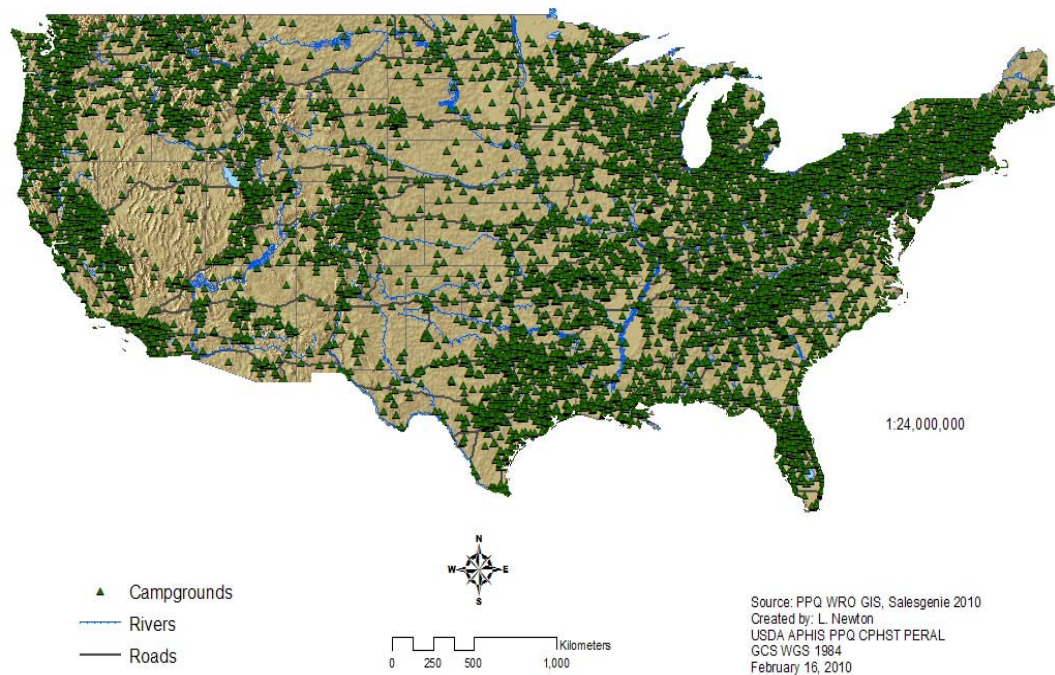 1:24,000,000
N
W E
S
Campgrounds
Rivers
Roads
Kilometers
0 250 500 1,000
Source: PPQ WRO GIS, Salesgenie 2010
Created by: L. Newton
USDA APHIS PPQ CPHST PERAL
GCS WGS 1984
February 16, 2010